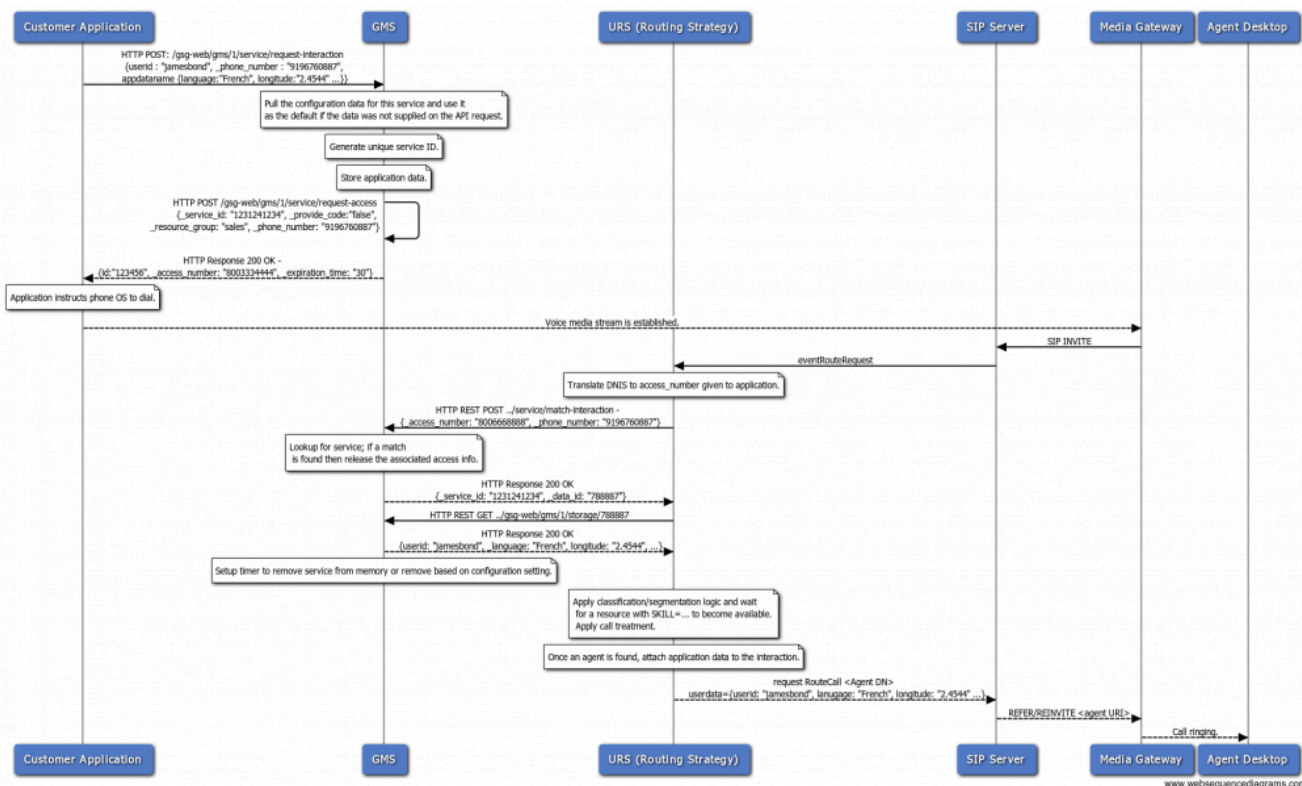 Customer Application
GMS
URS (Routing Strategy)
SIP Server
Media Gateway
Agent Desktop
HTTP POST: /gsg-web/gms/1/service/request-interaction
{userid : "jamesbond", _phone_number : "9196760887",
appdataname {language:"French", longitude:"2.4544" ...}}
Pull the configuration data for this service and use it
as the default if the data was not supplied on the API request.
Generate unique service ID.
Store application data.
HTTP POST /gsg-web/gms/1/service/request-access
{_service_id: "1231241234", _provide_code:"false",
_resource_group: "sales", _phone_number: "9196760887"}
HTTP Response 200 OK -
{id:"123456", _access_number: "8003334444", _expiration_time: "30"}
Application instructs phone OS to dial.
Voice media stream is established.
SIP INVITE
eventRouteRequest
Translate DNIS to access_number given to application.
HTTP REST POST ../service/match-interaction -
{_access_number: "8006668888", _phone_number: "9196760887"}
Lookup for service; if a match
is found then release the associated access info.
HTTP Response 200 OK
{_service_id: "1231241234", _data_id: "788887"}
HTTP REST GET ../gsg-web/gms/1/storage/788887
HTTP Response 200 OK
{userid: "jamesbond", _language: "French", longitude: "2.4544", ...}
Setup timer to remove service from memory or remove based on configuration setting.
Apply classification/segmentation logic and wait
for a resource with SKILL=... to become available.
Apply call treatment.
Once an agent is found, attach application data to the interaction.
request RouteCall <Agent DN>
userdata={userid: "jamesbond", lanugage: "French", longitude: "2.4544" ...}
REFER/REINVITE <agent URI>
Call ringing.
Customer Application
GMS
URS (Routing Strategy)
SIP Server
Media Gateway
Agent Desktop
www.websequencediagrams.com